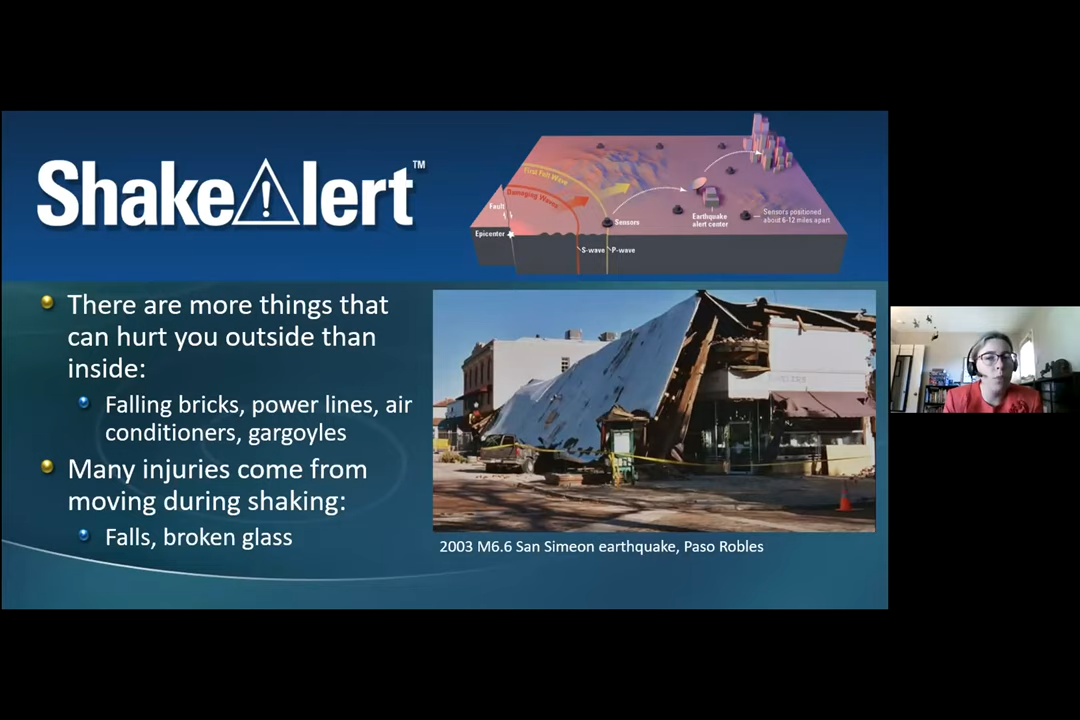 Shake⚠lert™
First Felt Wave
Damaging Waves
Fault
Epicenter
Sensors
S-wave
P-wave
Earthquake
alert center
Sensors positioned
about 6-12 miles apart
There are more things that
can hurt you outside than
inside:
Falling bricks, power lines, air
conditioners, gargoyles
Many injuries come from
moving during shaking:
Falls, broken glass
2003 M6.6 San Simeon earthquake, Paso Robles